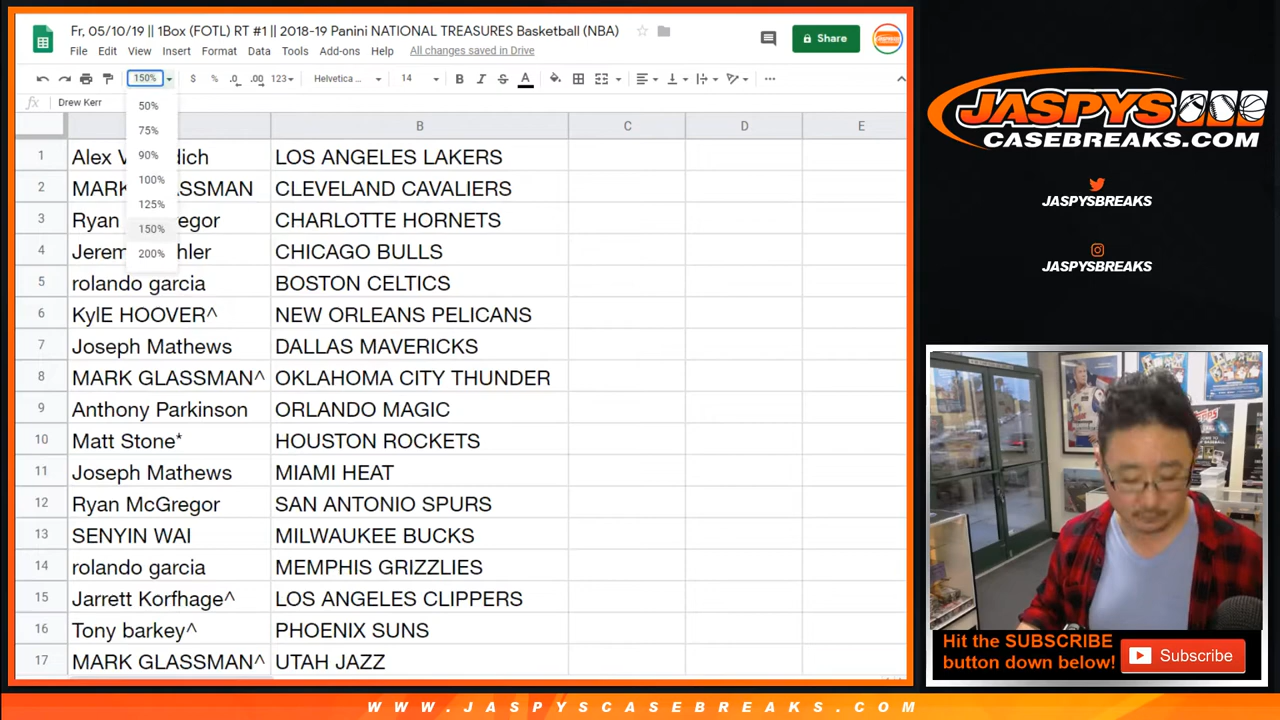 Fr, 05/10/19 || 1Box (FOTL) RT #1 || 2018-19 Panini NATIONAL TREASURES Basketball (NBA)
File Edit View Insert Format Data Tools Add-ons Help All changes saved in Drive
Share
150% $ % .0 .00 123 Helvetica ... 14 B I S A
fx Drew Kerr
50%
75%
90%
100%
125%
150%
200%
B C D E
1 Alex V dich LOS ANGELES LAKERS
2 MARK GLASSMAN CLEVELAND CAVALIERS
3 Ryan gregor CHARLOTTE HORNETS
4 Jerem hler CHICAGO BULLS
5 rolando garcia BOSTON CELTICS
6 KylE HOOVER^ NEW ORLEANS PELICANS
7 Joseph Mathews DALLAS MAVERICKS
8 MARK GLASSMAN^ OKLAHOMA CITY THUNDER
9 Anthony Parkinson ORLANDO MAGIC
10 Matt Stone* HOUSTON ROCKETS
11 Joseph Mathews MIAMI HEAT
12 Ryan McGregor SAN ANTONIO SPURS
13 SENYIN WAI MILWAUKEE BUCKS
14 rolando garcia MEMPHIS GRIZZLIES
15 Jarrett Korfhage^ LOS ANGELES CLIPPERS
16 Tony barkey^ PHOENIX SUNS
17 MARK GLASSMAN^ UTAH JAZZ
JASPYS
CASEBREAKS.COM
JASPYSBREAKS
JASPYSBREAKS
Hit the SUBSCRIBE
button down below!
Subscribe
WWW.JASPYSCASEBREAKS.COM